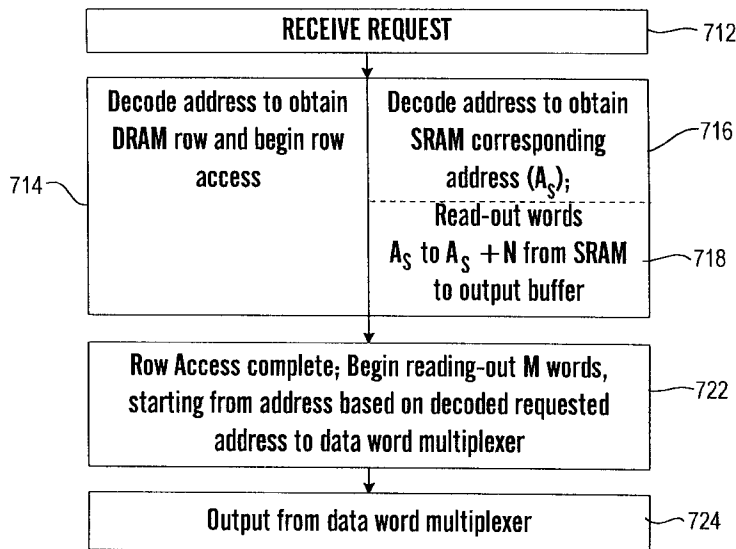 RECEIVE REQUEST
712
Decode address to obtain
DRAM row and begin row
access
714
Decode address to obtain
SRAM corresponding
address (A_S);
716
Read-out words
A_S to A_S + N from SRAM
to output buffer
718
Row Access complete; Begin reading-out M words,
starting from address based on decoded requested
address to data word multiplexer
722
Output from data word multiplexer
724